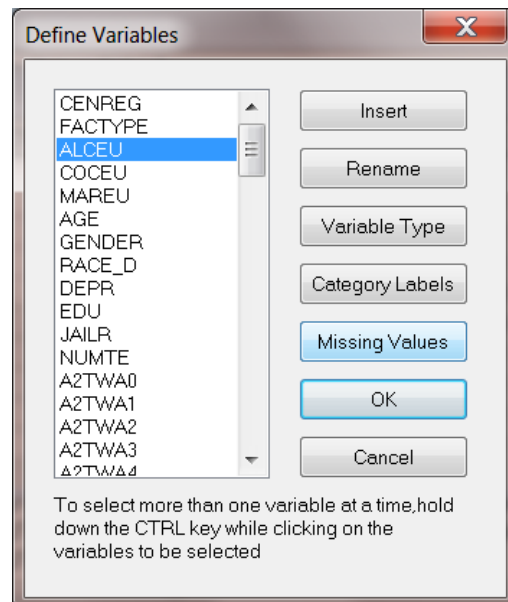 Define Variables
X
CENREG
FACTYPE
ALCEU
COCEU
MAREU
AGE
GENDER
RACE_D
DEPR
EDU
JAILR
NUMTE
A2TWA0
A2TWA1
A2TWA2
A2TWA3
A2TWA4
Insert
Rename
Variable Type
Category Labels
Missing Values
OK
Cancel
To select more than one variable at a time,hold
down the CTRL key while clicking on the
variables to be selected